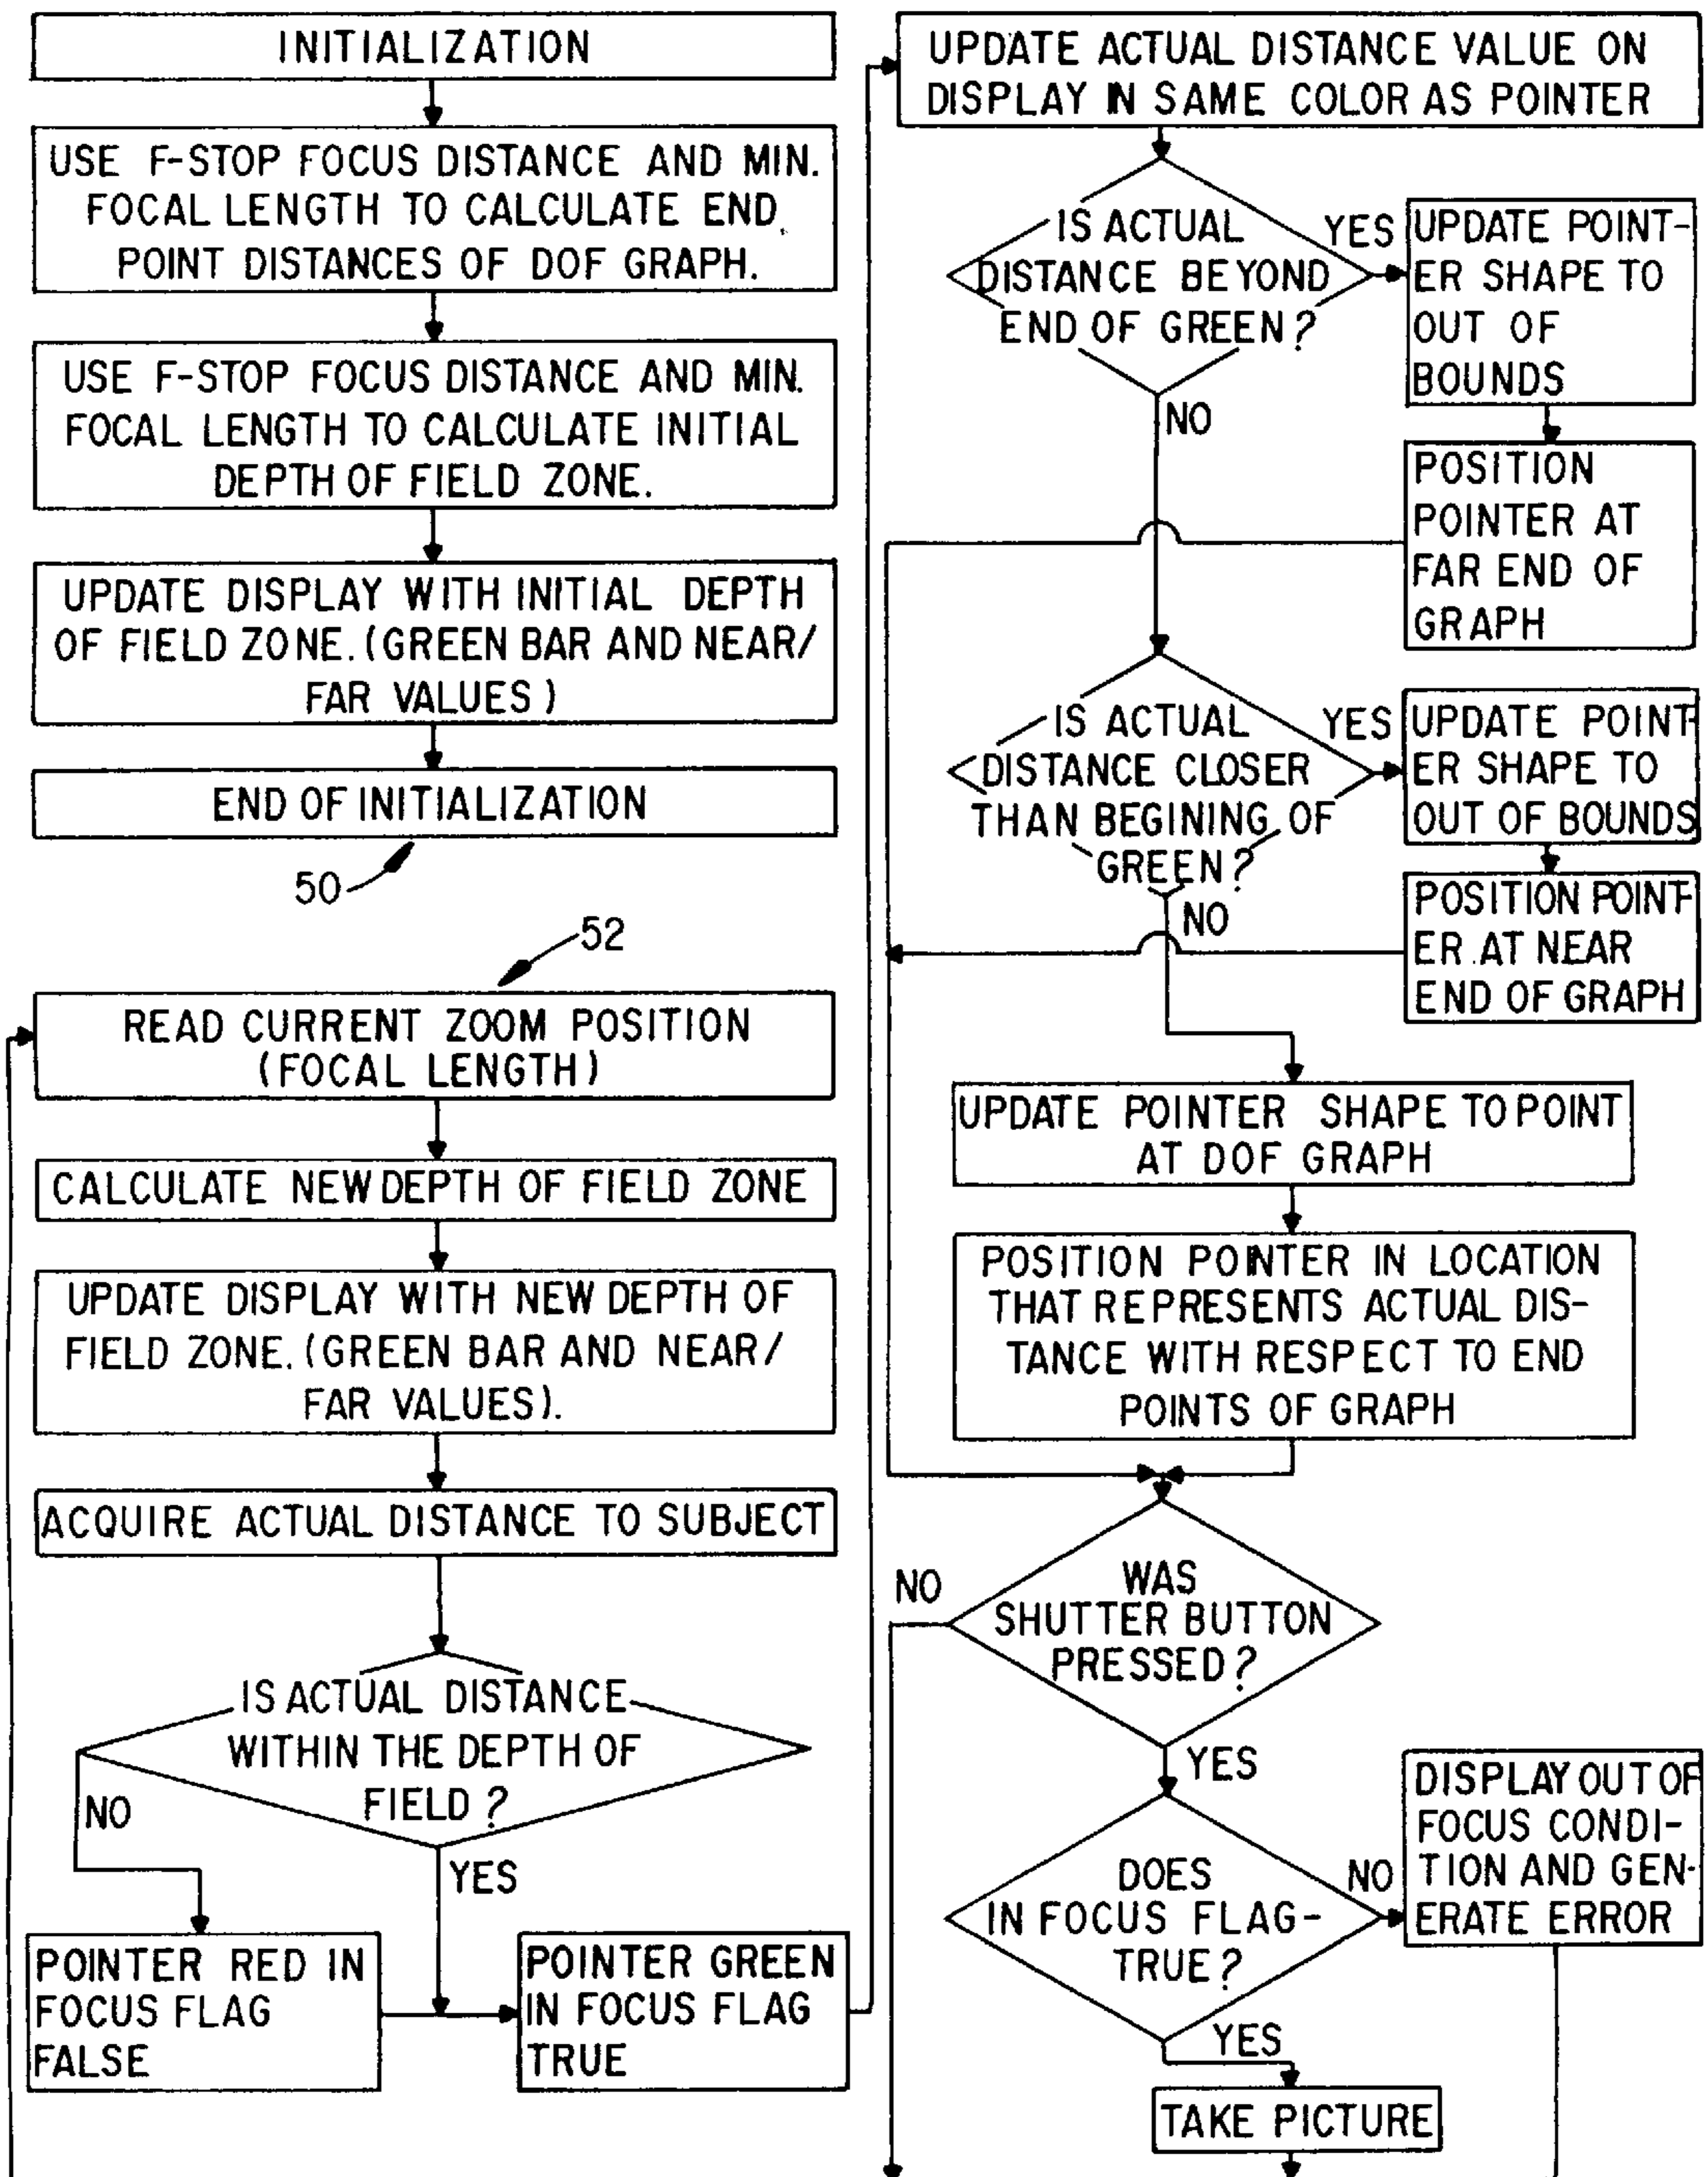 INITIALIZATION
USE F-STOP FOCUS DISTANCE AND MIN.
FOCAL LENGTH TO CALCULATE END
POINT DISTANCES OF DOF GRAPH.
USE F-STOP FOCUS DISTANCE AND MIN.
FOCAL LENGTH TO CALCULATE INITIAL
DEPTH OF FIELD ZONE.
UPDATE DISPLAY WITH INITIAL DEPTH
OF FIELD ZONE. (GREEN BAR AND NEAR/
FAR VALUES)
END OF INITIALIZATION
50
52
READ CURRENT ZOOM POSITION
(FOCAL LENGTH)
CALCULATE NEW DEPTH OF FIELD ZONE
UPDATE DISPLAY WITH NEW DEPTH OF
FIELD ZONE. (GREEN BAR AND NEAR/
FAR VALUES).
ACQUIRE ACTUAL DISTANCE TO SUBJECT
IS ACTUAL DISTANCE
WITHIN THE DEPTH OF
FIELD?
NO
YES
POINTER RED IN
FOCUS FLAG
FALSE
POINTER GREEN
IN FOCUS FLAG
TRUE
UPDATE ACTUAL DISTANCE VALUE ON
DISPLAY IN SAME COLOR AS POINTER
IS ACTUAL
DISTANCE BEYOND
END OF GREEN?
YES
NO
UPDATE POINT-
ER SHAPE TO
OUT OF
BOUNDS
POSITION
POINTER AT
FAR END OF
GRAPH
IS ACTUAL
DISTANCE CLOSER
THAN BEGINING OF
GREEN?
YES
NO
UPDATE POINT-
ER SHAPE TO
OUT OF BOUNDS
POSITION POINT-
ER AT NEAR
END OF GRAPH
UPDATE POINTER SHAPE TO POINT
AT DOF GRAPH
POSITION POINTER IN LOCATION
THAT REPRESENTS ACTUAL DIS-
TANCE WITH RESPECT TO END
POINTS OF GRAPH
WAS
SHUTTER BUTTON
PRESSED?
NO
YES
DOES
IN FOCUS FLAG-
TRUE?
NO
YES
DISPLAY OUT OF
FOCUS CONDI-
TION AND GEN-
ERATE ERROR
TAKE PICTURE